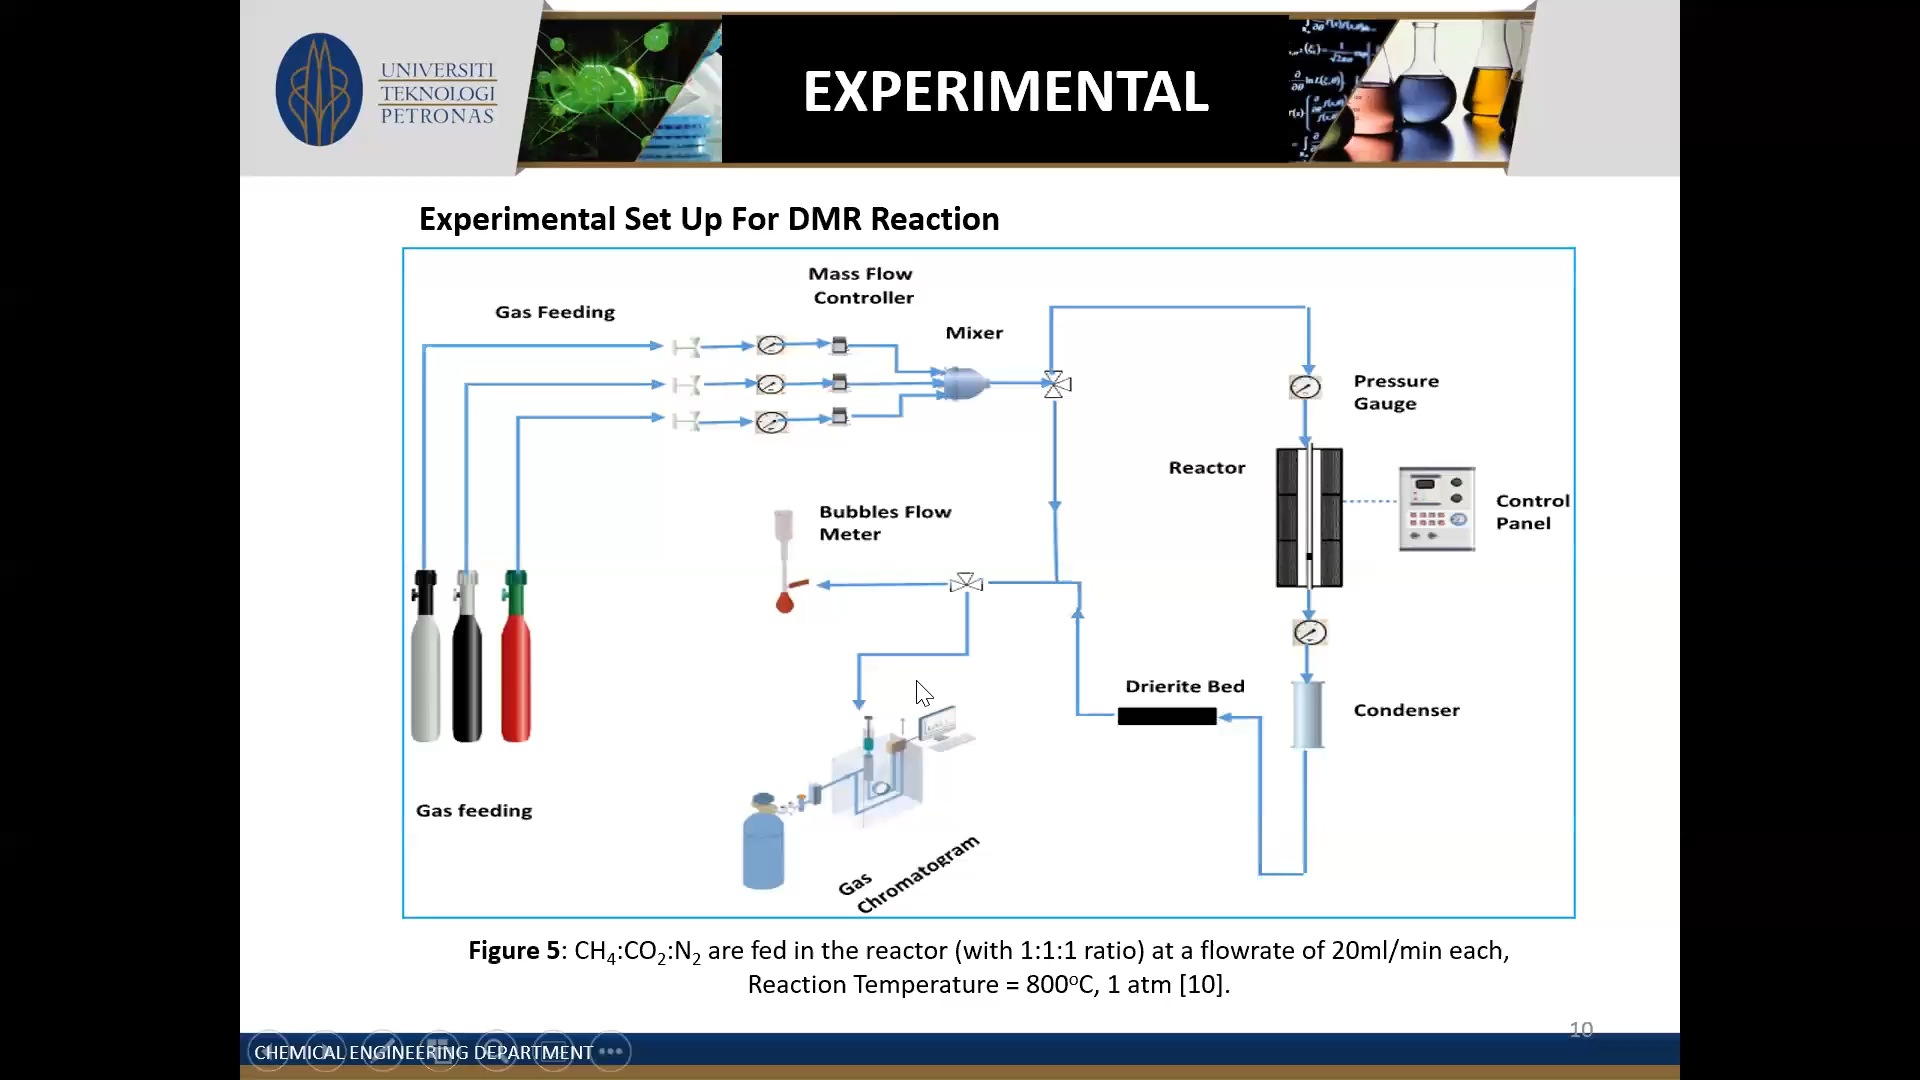 UNIVERSITI
TEKNOLOGI
PETRONAS
EXPERIMENTAL
Experimental Set Up For DMR Reaction
Mass Flow
Controller
Gas Feeding
Mixer
Pressure
Gauge
Reactor
Control
Panel
Bubbles Flow
Meter
Drierite Bed
Condenser
Gas feeding
Gas
Chromatogram
Figure 5: CH₄:CO₂:N₂ are fed in the reactor (with 1:1:1 ratio) at a flowrate of 20ml/min each,
Reaction Temperature = 800ᵒC, 1 atm [10].
10
CHEMICAL ENGINEERING DEPARTMENT